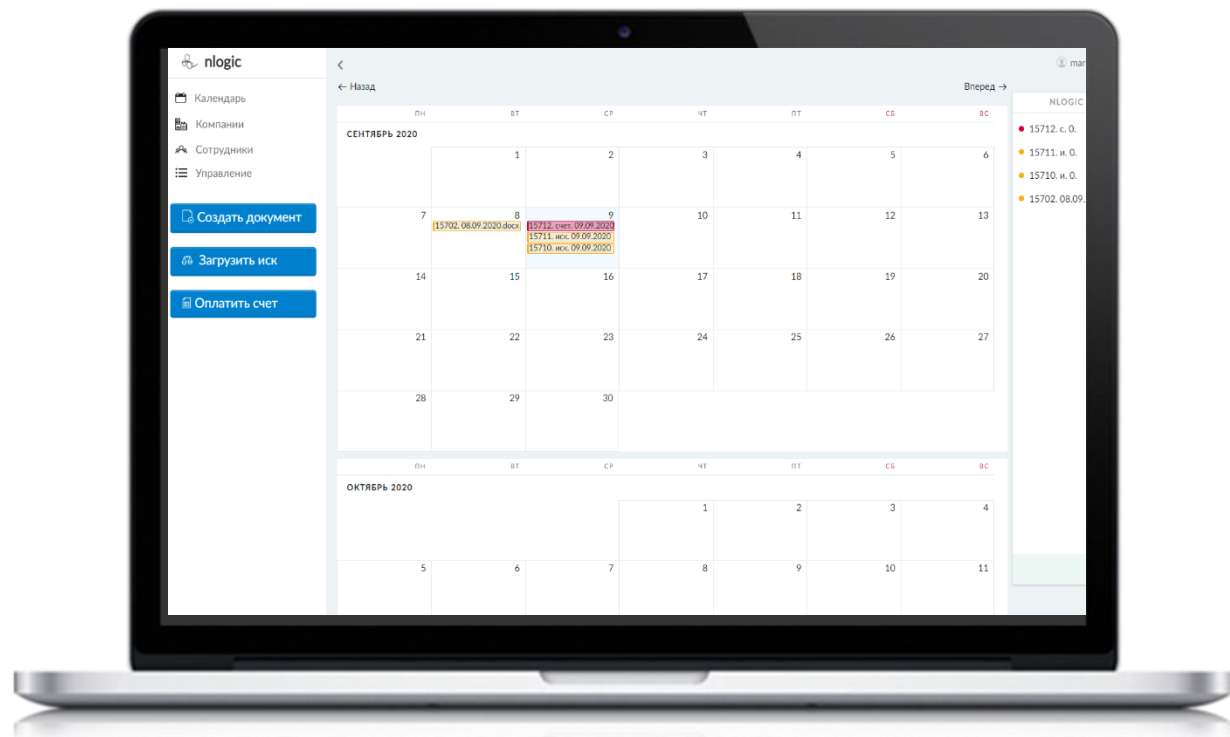 nlogic
Календарь
Компании
Сотрудники
Управление
Создать документ
Загрузить иск
Оплатить счет
← Назад
Вперед →
ПН ВТ СР ЧТ ПТ СБ ВС
СЕНТЯБРЬ 2020
1 2 3 4 5 6
7 8 9 10 11 12 13
15702. 08.09.2020.docx
15712. счет. 09.09.2020
15711. иск. 09.09.2020
15710. иск. 09.09.2020
14 15 16 17 18 19 20
21 22 23 24 25 26 27
28 29 30
ПН ВТ СР ЧТ ПТ СБ ВС
ОКТЯБРЬ 2020
1 2 3 4
5 6 7 8 9 10 11
mar
NLOGIC
15712. с. 0.
15711. и. 0.
15710. и. 0.
15702. 08.09.